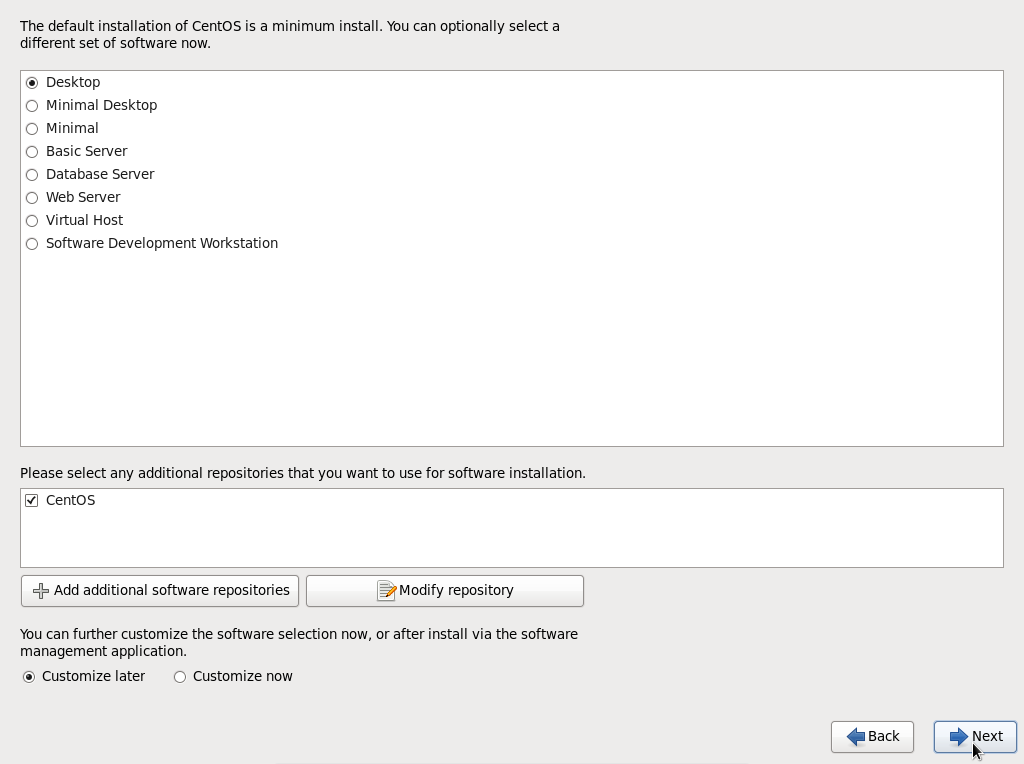 The default installation of CentOS is a minimum install. You can optionally select a
different set of software now.
Desktop
Minimal Desktop
Minimal
Basic Server
Database Server
Web Server
Virtual Host
Software Development Workstation
Please select any additional repositories that you want to use for software installation.
CentOS
Add additional software repositories
Modify repository
You can further customize the software selection now, or after install via the software
management application.
Customize later
Customize now
Back
Next